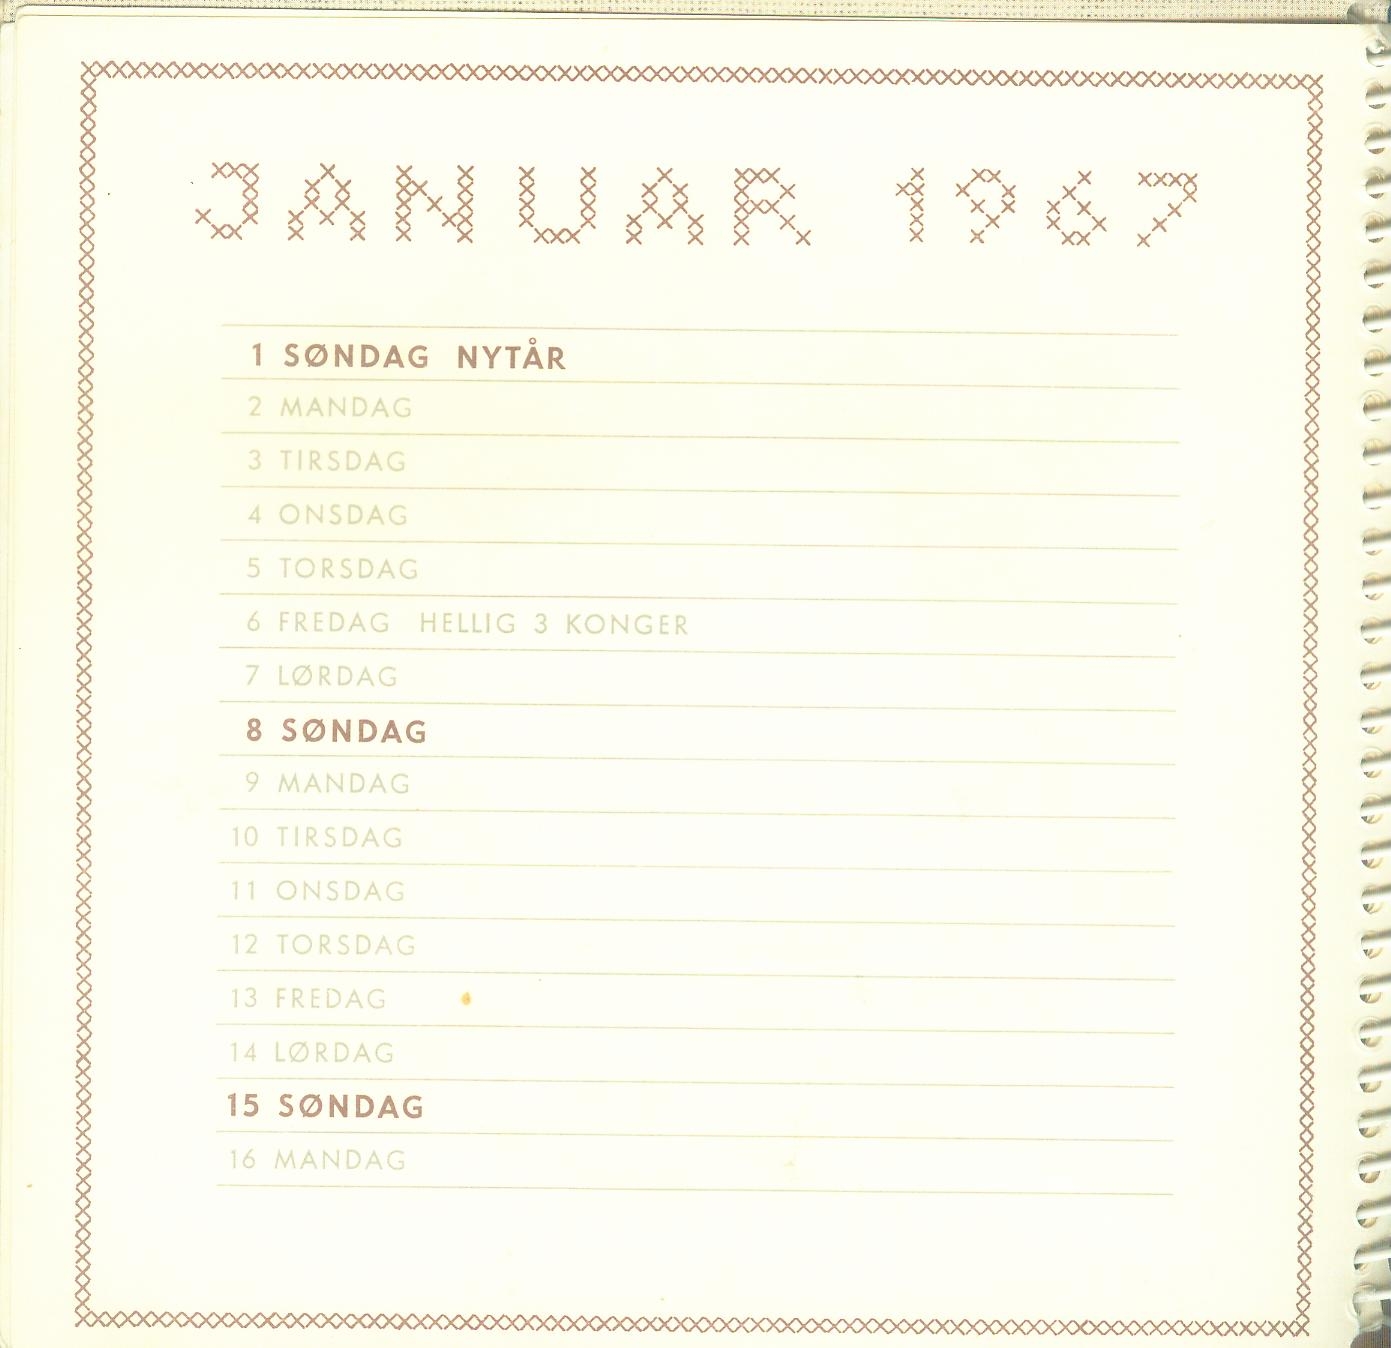 JANUAR 1967
1 SØNDAG NYTÅR
2 MANDAG
3 TIRSDAG
4 ONSDAG
5 TORSDAG
6 FREDAG HELLIG 3 KONGER
7 LØRDAG
8 SØNDAG
9 MANDAG
10 TIRSDAG
11 ONSDAG
12 TORSDAG
13 FREDAG
14 LØRDAG
15 SØNDAG
16 MANDAG